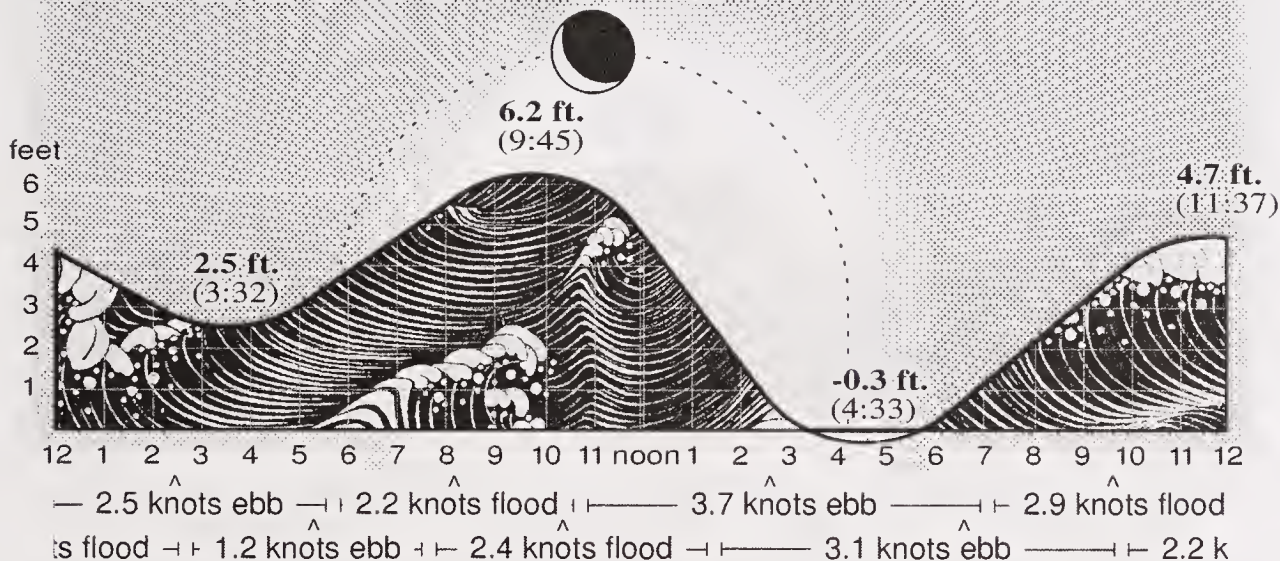 6.2 ft.
(9:45)
feet
6
5
4
3
2
1
2.5 ft.
(3:32)
4.7 ft.
(11:37)
-0.3 ft.
(4:33)
12 1 2 3 4 5 6 7 8 9 10 11 noon 1 2 3 4 5 6 7 8 9 10 11 12
2.5 knots ebb 2.2 knots flood 3.7 knots ebb 2.9 knots flood
ts flood 1.2 knots ebb 2.4 knots flood 3.1 knots ebb 2.2 k